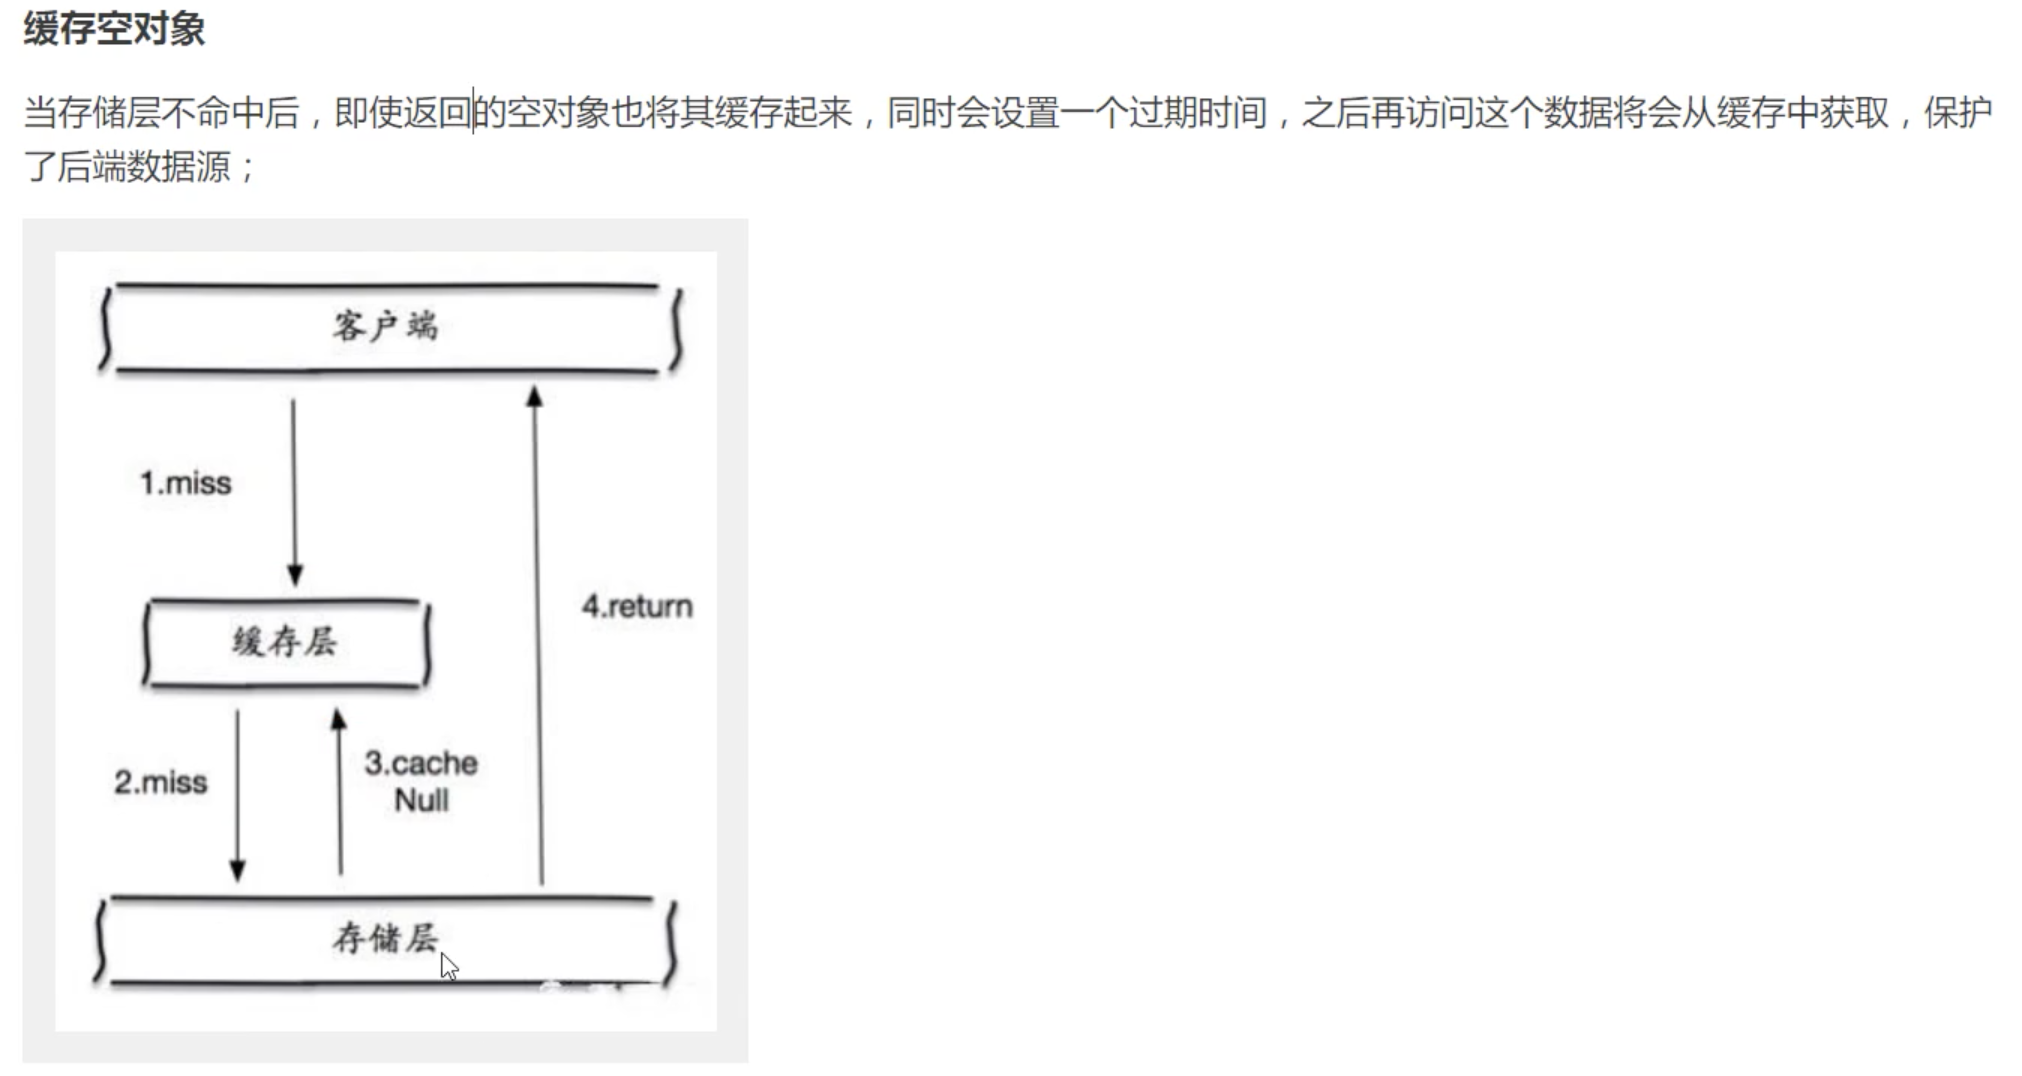 缓存空对象
当存储层不命中后，即使返回的空对象也将其缓存起来，同时会设置一个过期时间，之后再访问这个数据将会从缓存中获取，保护
了后端数据源；
客户端
1.miss
4.return
缓存层
2.miss
3.cache
Null
存储层